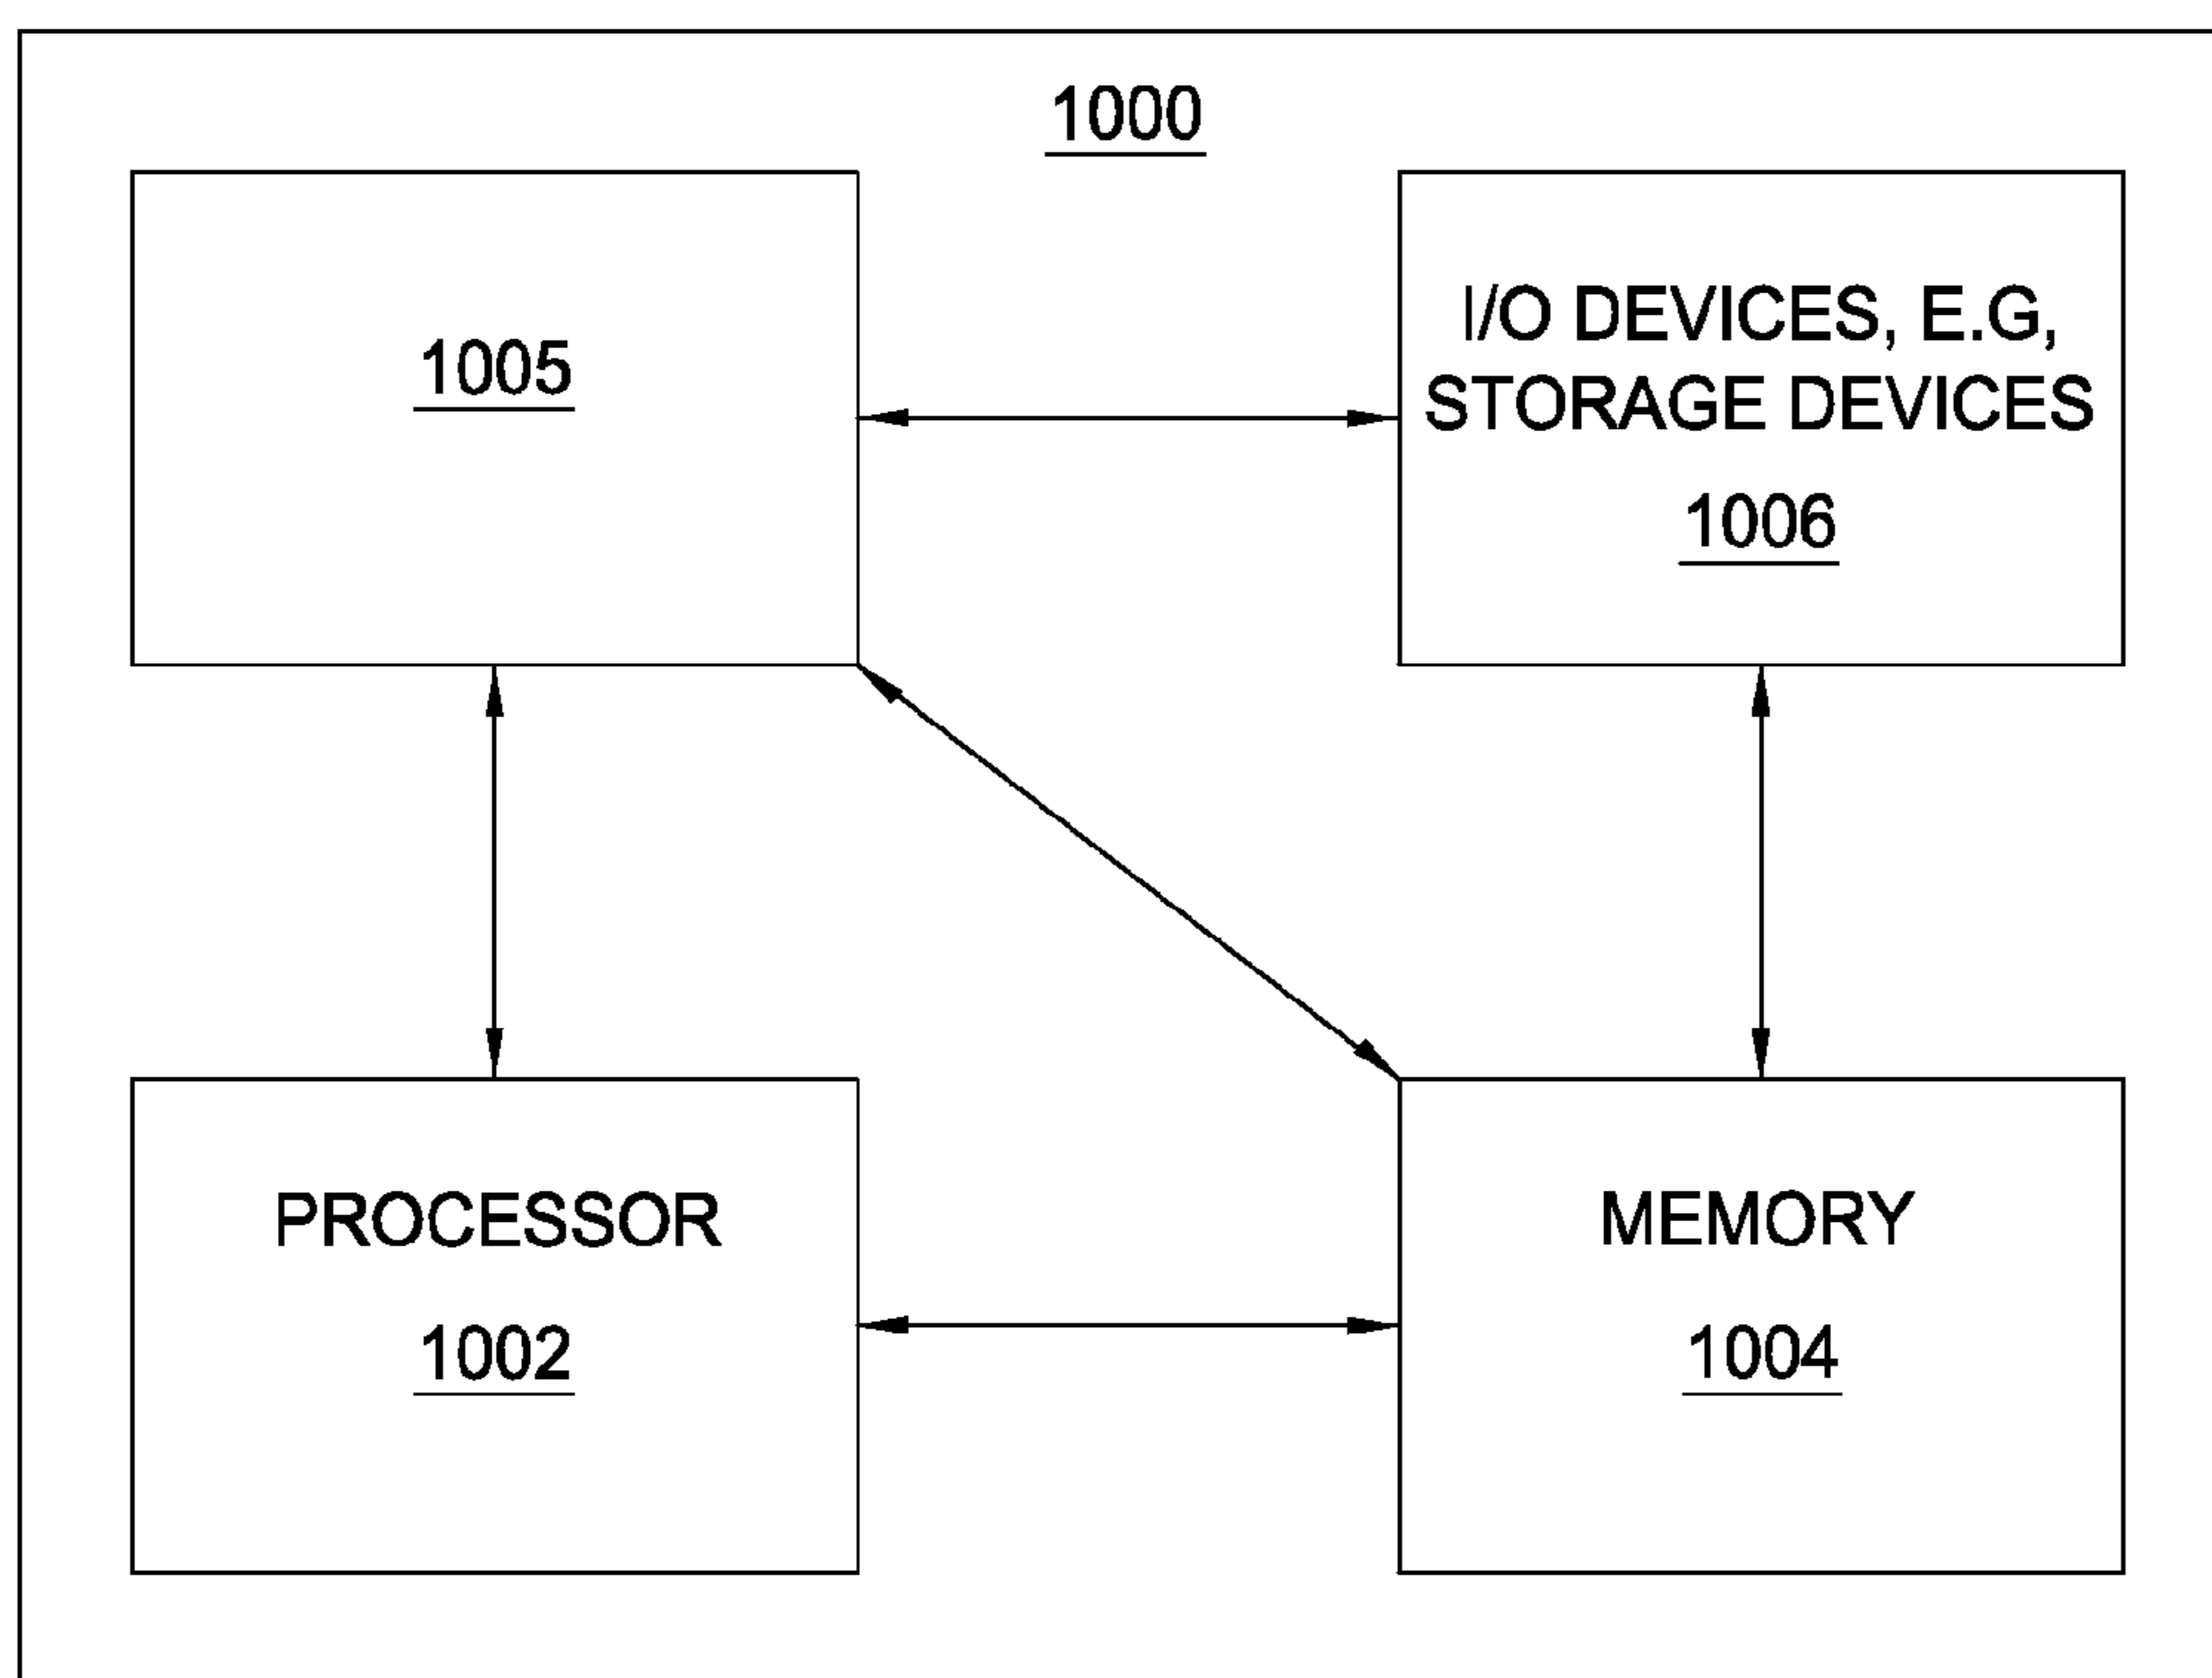 1000
1005
I/O DEVICES, E.G,
STORAGE DEVICES
1006
PROCESSOR
1002
MEMORY
1004